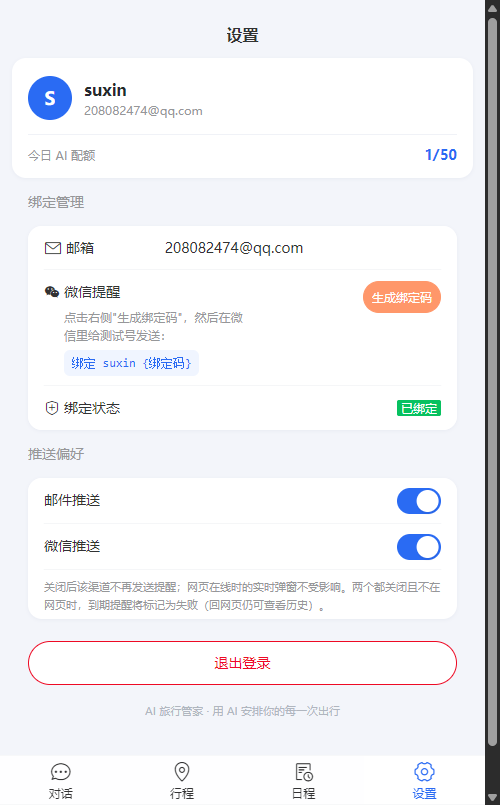 设置
S
suxin
208082474@qq.com
今日 AI 配额 1/50
绑定管理
邮箱 208082474@qq.com
微信提醒 生成绑定码
点击右侧"生成绑定码"，然后在微
信里给测试号发送：
绑定 suxin {绑定码}
绑定状态 已绑定
推送偏好
邮件推送
微信推送
关闭后该渠道不再发送提醒；网页在线时的实时弹窗不受影响。两个都关闭且不在
网页时，到期提醒将标记为失败（回网页仍可查看历史）。
退出登录
AI 旅行管家 · 用 AI 安排你的每一次出行
对话 行程 日程 设置